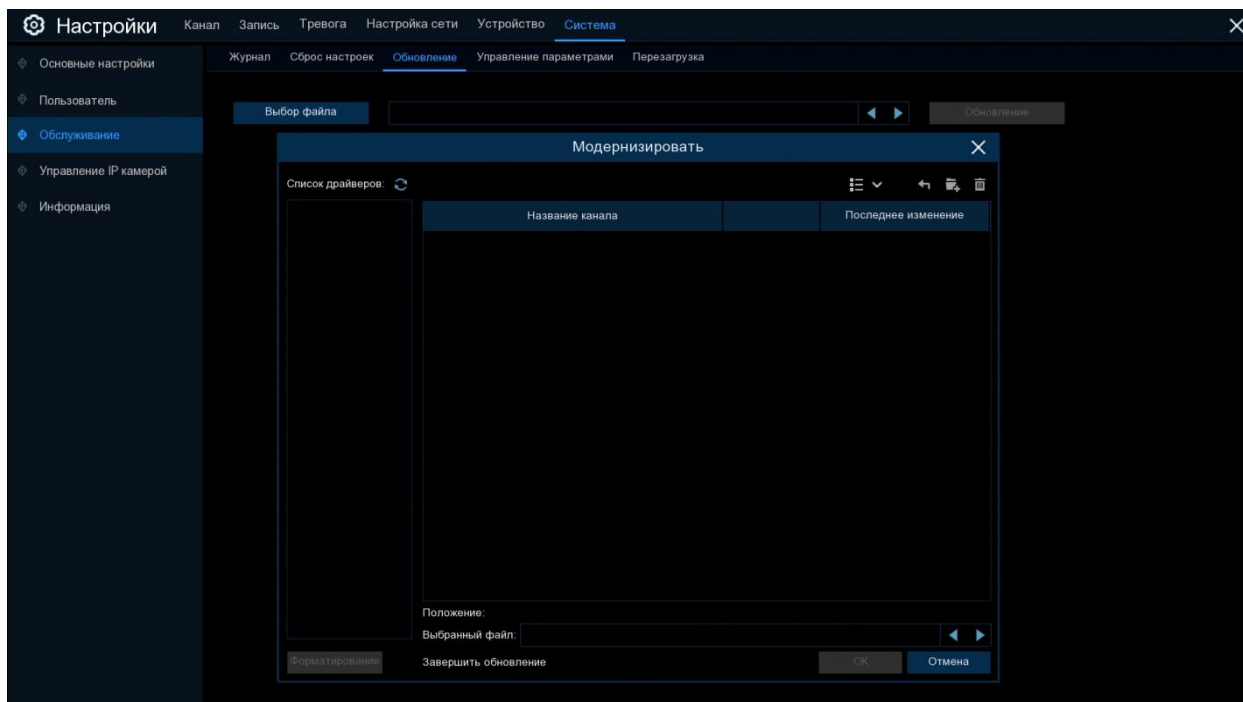 Настройки Канал Запись Тревога Настройка сети Устройство Система
Журнал Сброс настроек Обновление Управление параметрами Перезагрузка
Основные настройки
Пользователь
Обслуживание
Управление IP камерой
Информация
Выбор файла Обновление
Модернизировать
Список драйверов:
Название канала Последнее изменение
Положение:
Выбранный файл:
Форматирование Завершить обновление ОК Отмена